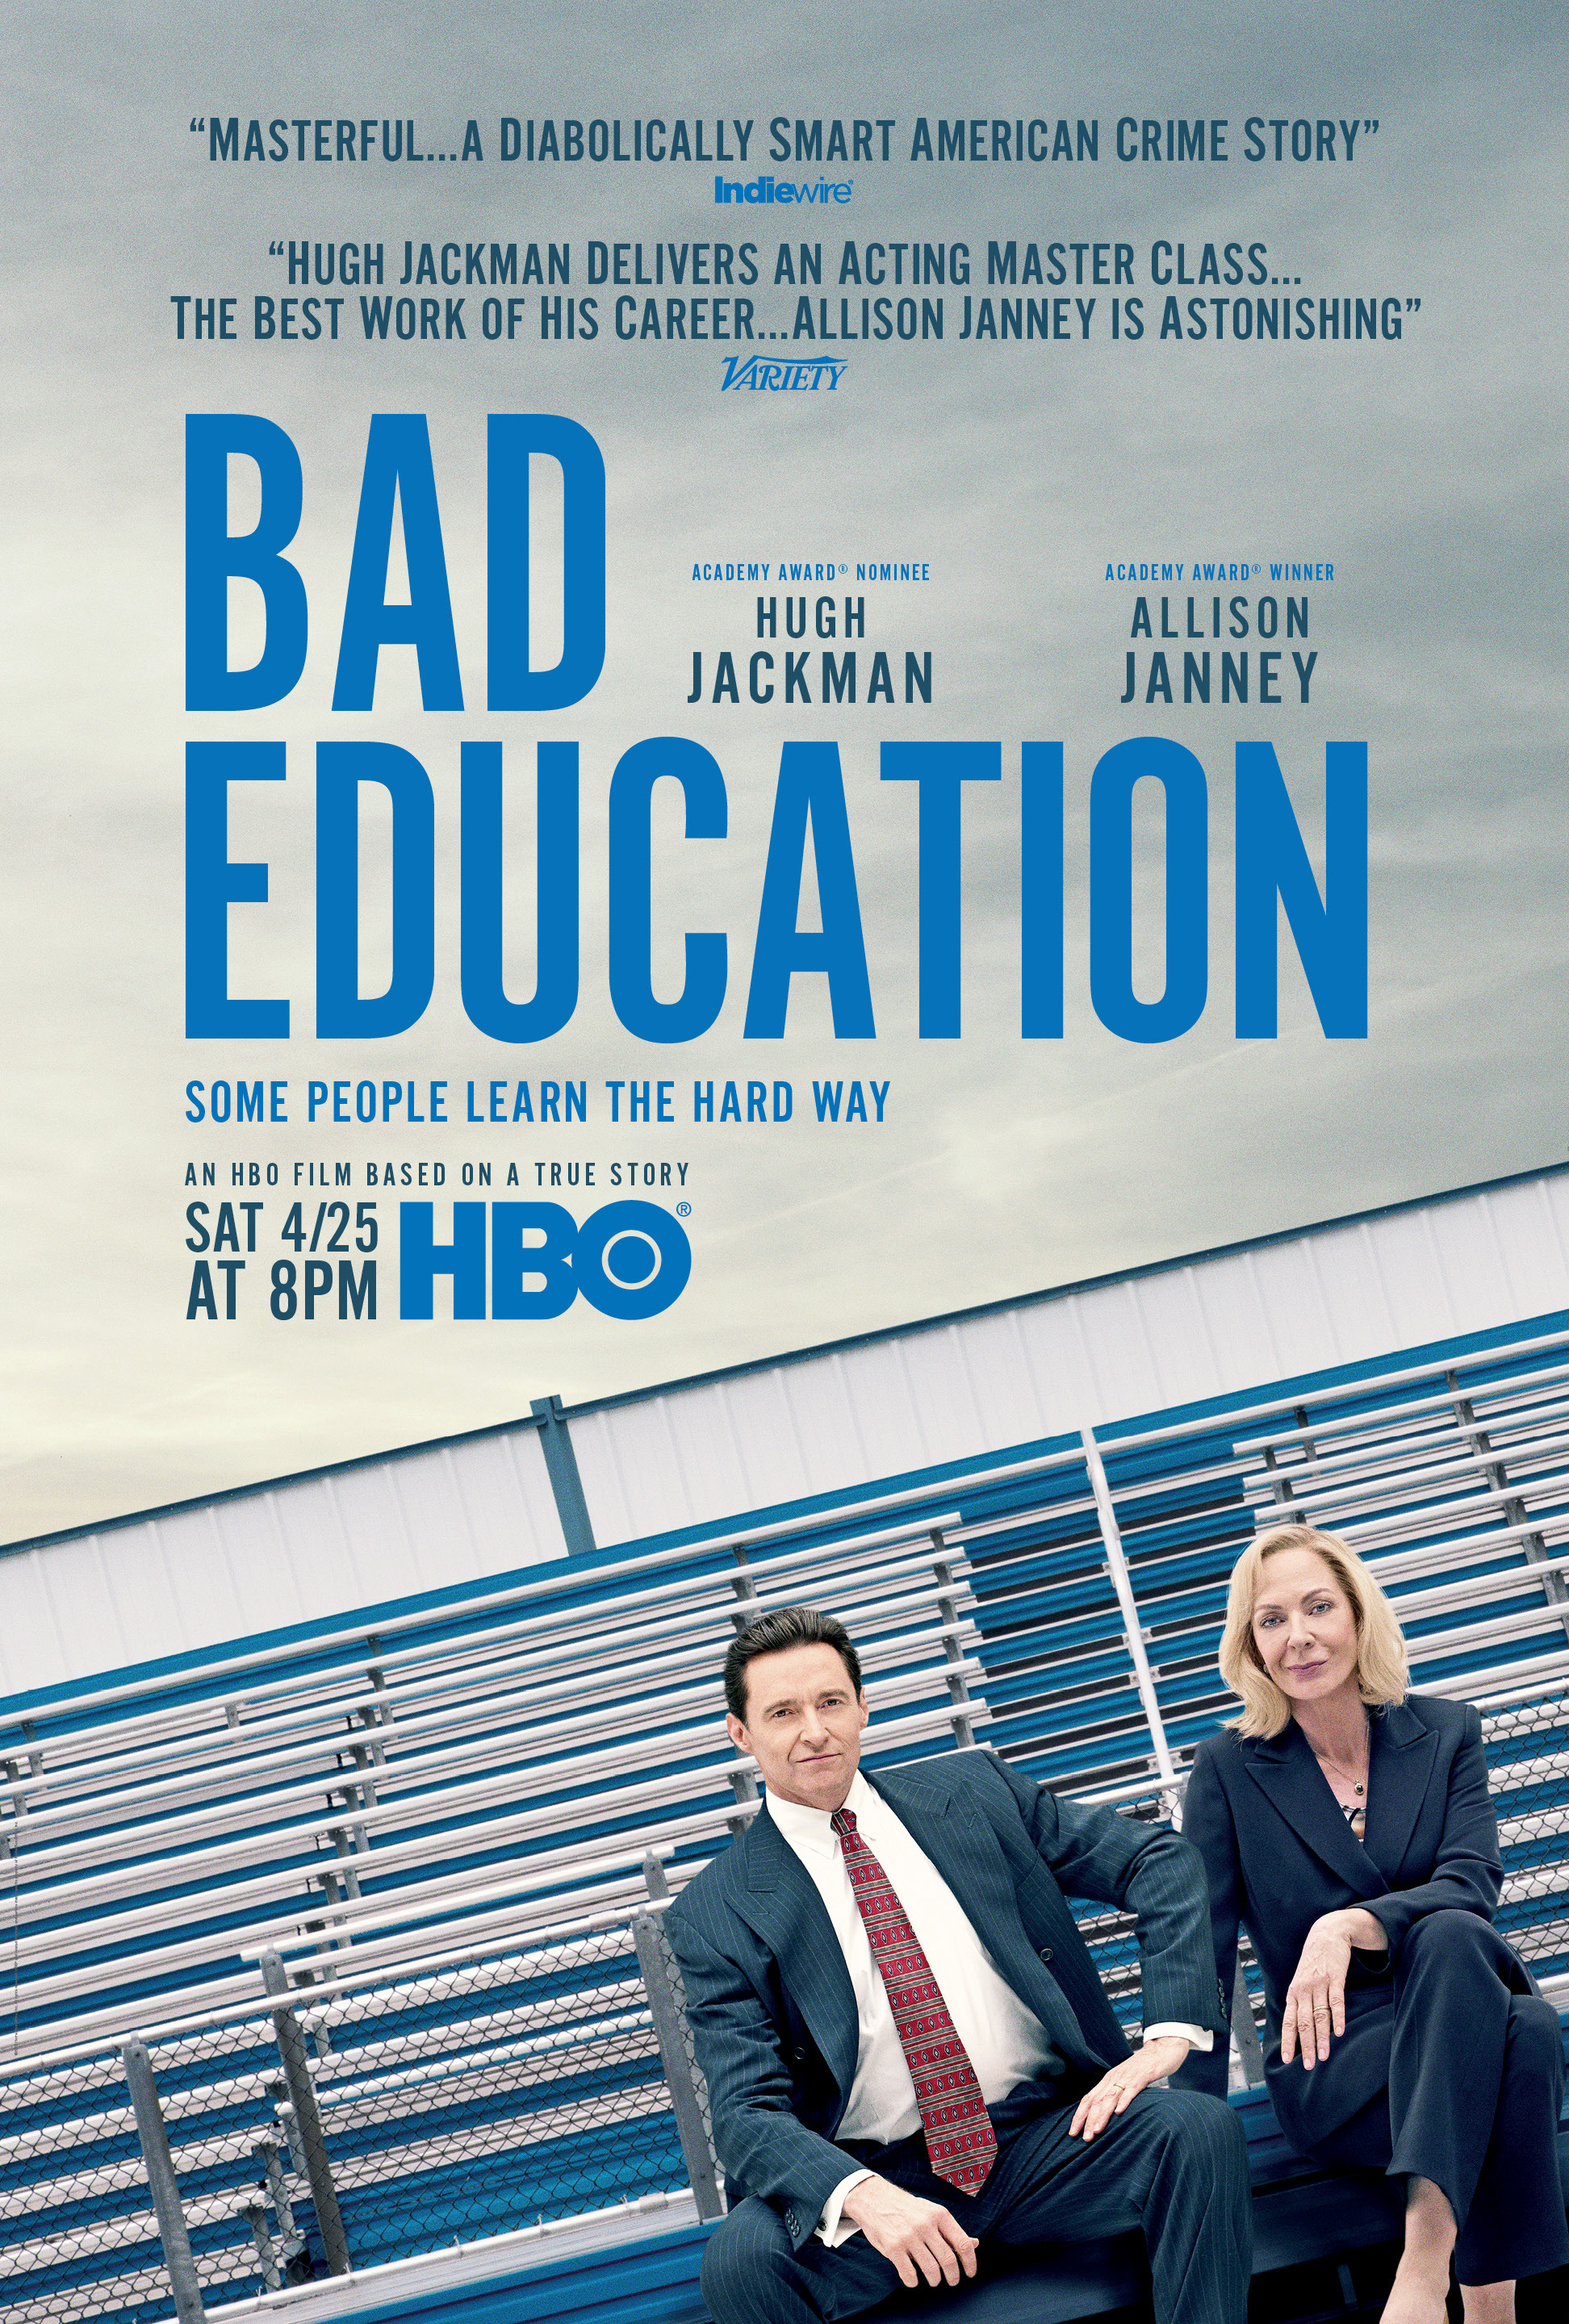 “MASTERFUL...A DIABOLICALLY SMART AMERICAN CRIME STORY”
Indiewire®
“HUGH JACKMAN DELIVERS AN ACTING MASTER CLASS...
THE BEST WORK OF HIS CAREER...ALLISON JANNEY IS ASTONISHING”
VARIETY
BAD
ACADEMY AWARD® NOMINEE
HUGH
JACKMAN
ACADEMY AWARD® WINNER
ALLISON
JANNEY
EDUCATION
SOME PEOPLE LEARN THE HARD WAY
AN HBO FILM BASED ON A TRUE STORY
SAT 4/25
AT 8PM
HBO®